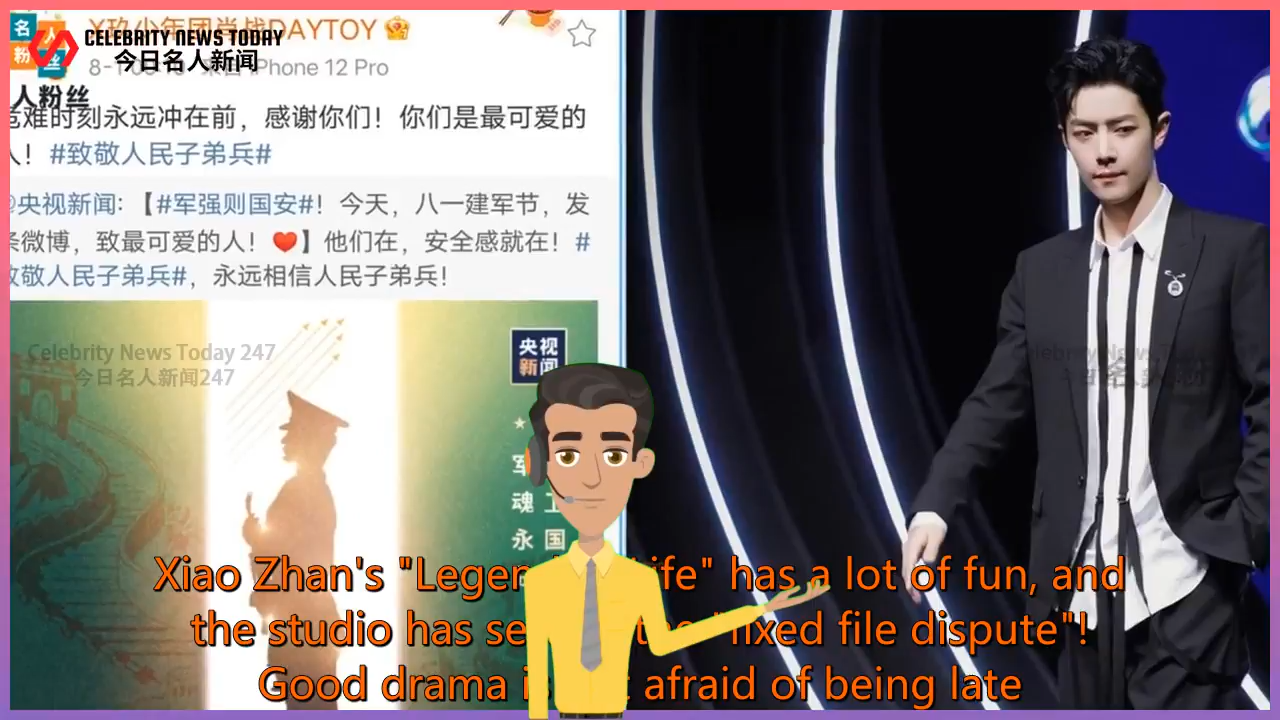 CELEBRITY NEWS TODAY
今日名人新闻
X玖少年团肖战DAYTOY
iPhone 12 Pro
人粉丝
难时刻永远冲在前，感谢你们！你们是最可爱的
！#致敬人民子弟兵#
@央视新闻:【#军强则国安#！今天，八一建军节，发
条微博，致最可爱的人！❤️】他们在，安全感就在！#
敬人民子弟兵#，永远相信人民子弟兵！
央视
新闻
Celebrity News Today 247
今日名人新闻247
军
魂 卫
永 国
Xiao Zhan's "Legen ife" has a lot of fun, and
the studio has se the "fixed file dispute"!
Good drama i t afraid of being late